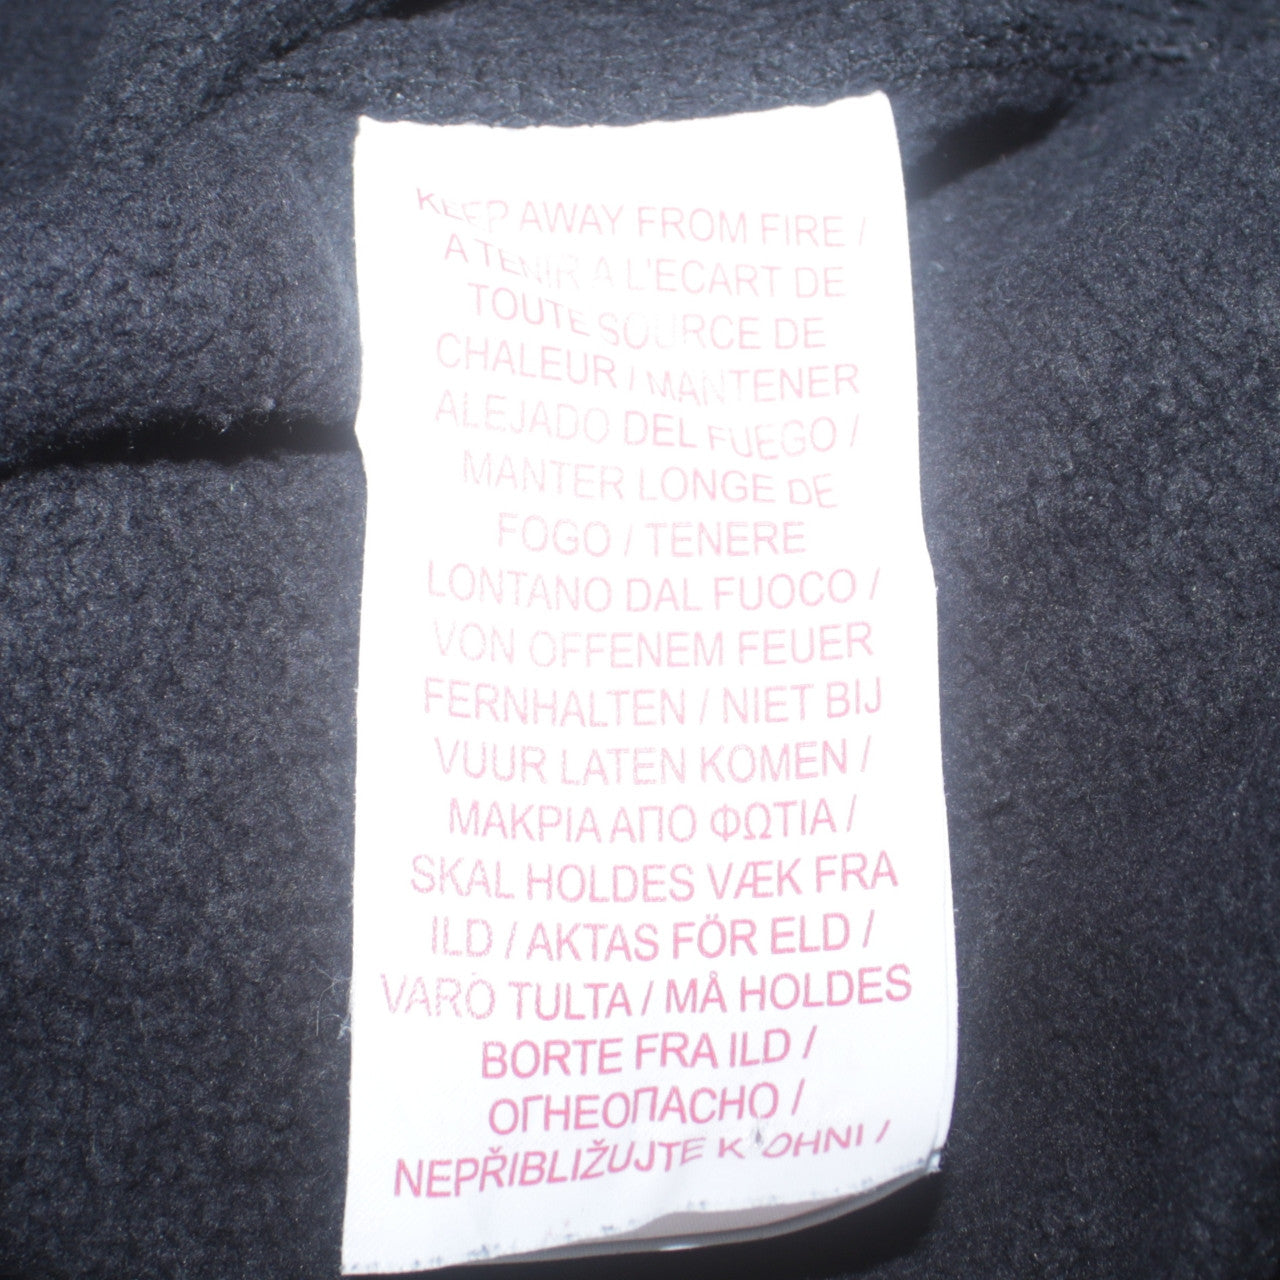 KEEP AWAY FROM FIRE /
A TENIR A L'ECART DE
TOUTE SOURCE DE
CHALEUR / MANTENER
ALEJADO DEL FUEGO /
MANTER LONGE DE
FOGO / TENERE
LONTANO DAL FUOCO /
VON OFFENEM FEUER
FERNHALTEN / NIET BIJ
VUUR LATEN KOMEN /
ΜΑΚΡΙΑ ΑΠΟ ΦΩΤΙΑ /
SKAL HOLDES VÆK FRA
ILD / AKTAS FÖR ELD /
VARO TULTA / MÅ HOLDES
BORTE FRA ILD /
ОГНЕОПАСНО /
NEPŘIBLIŽUJTE K OHNI /